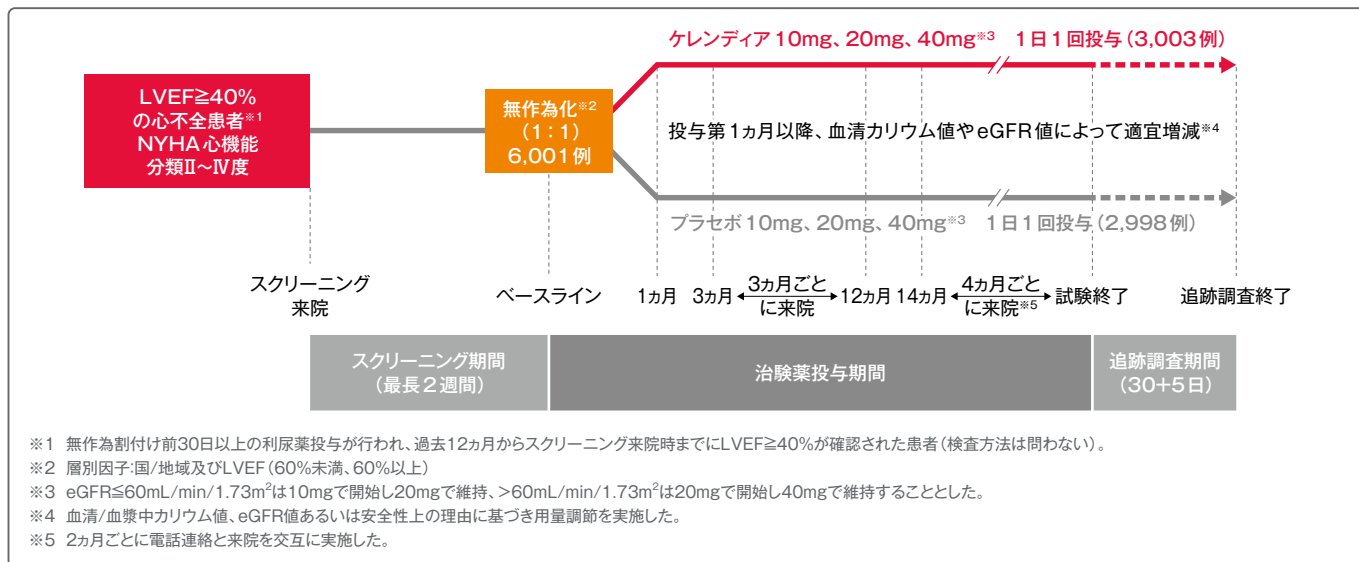 ケレンディア10mg、20mg、40mg※3 1日1回投与（3,003例）
LVEF≧40%
の心不全患者※1
NYHA心機能
分類Ⅱ～Ⅳ度
無作為化※2
（1：1）
6,001例
投与第1ヵ月以降、血清カリウム値やeGFR値によって適宜増減※4
プラセボ10mg、20mg、40mg※3 1日1回投与（2,998例）
スクリーニング
来院
ベースライン
1ヵ月
3ヵ月
3ヵ月ごと
に来院
12ヵ月
14ヵ月
4ヵ月ごと
に来院※5
試験終了
追跡調査終了
スクリーニング期間
（最長2週間）
治験薬投与期間
追跡調査期間
（30+5日）
※1 無作為割付け前30日以上の利尿薬投与が行われ、過去12ヵ月からスクリーニング来院時までにLVEF≧40%が確認された患者（検査方法は問わない）。
※2 層別因子：国/地域及びLVEF（60%未満、60%以上）
※3 eGFR≦60mL/min/1.73m²は10mgで開始し20mgで維持、>60mL/min/1.73m²は20mgで開始し40mgで維持することとした。
※4 血清/血漿中カリウム値、eGFR値あるいは安全性上の理由に基づき用量調節を実施した。
※5 2ヵ月ごとに電話連絡と来院を交互に実施した。